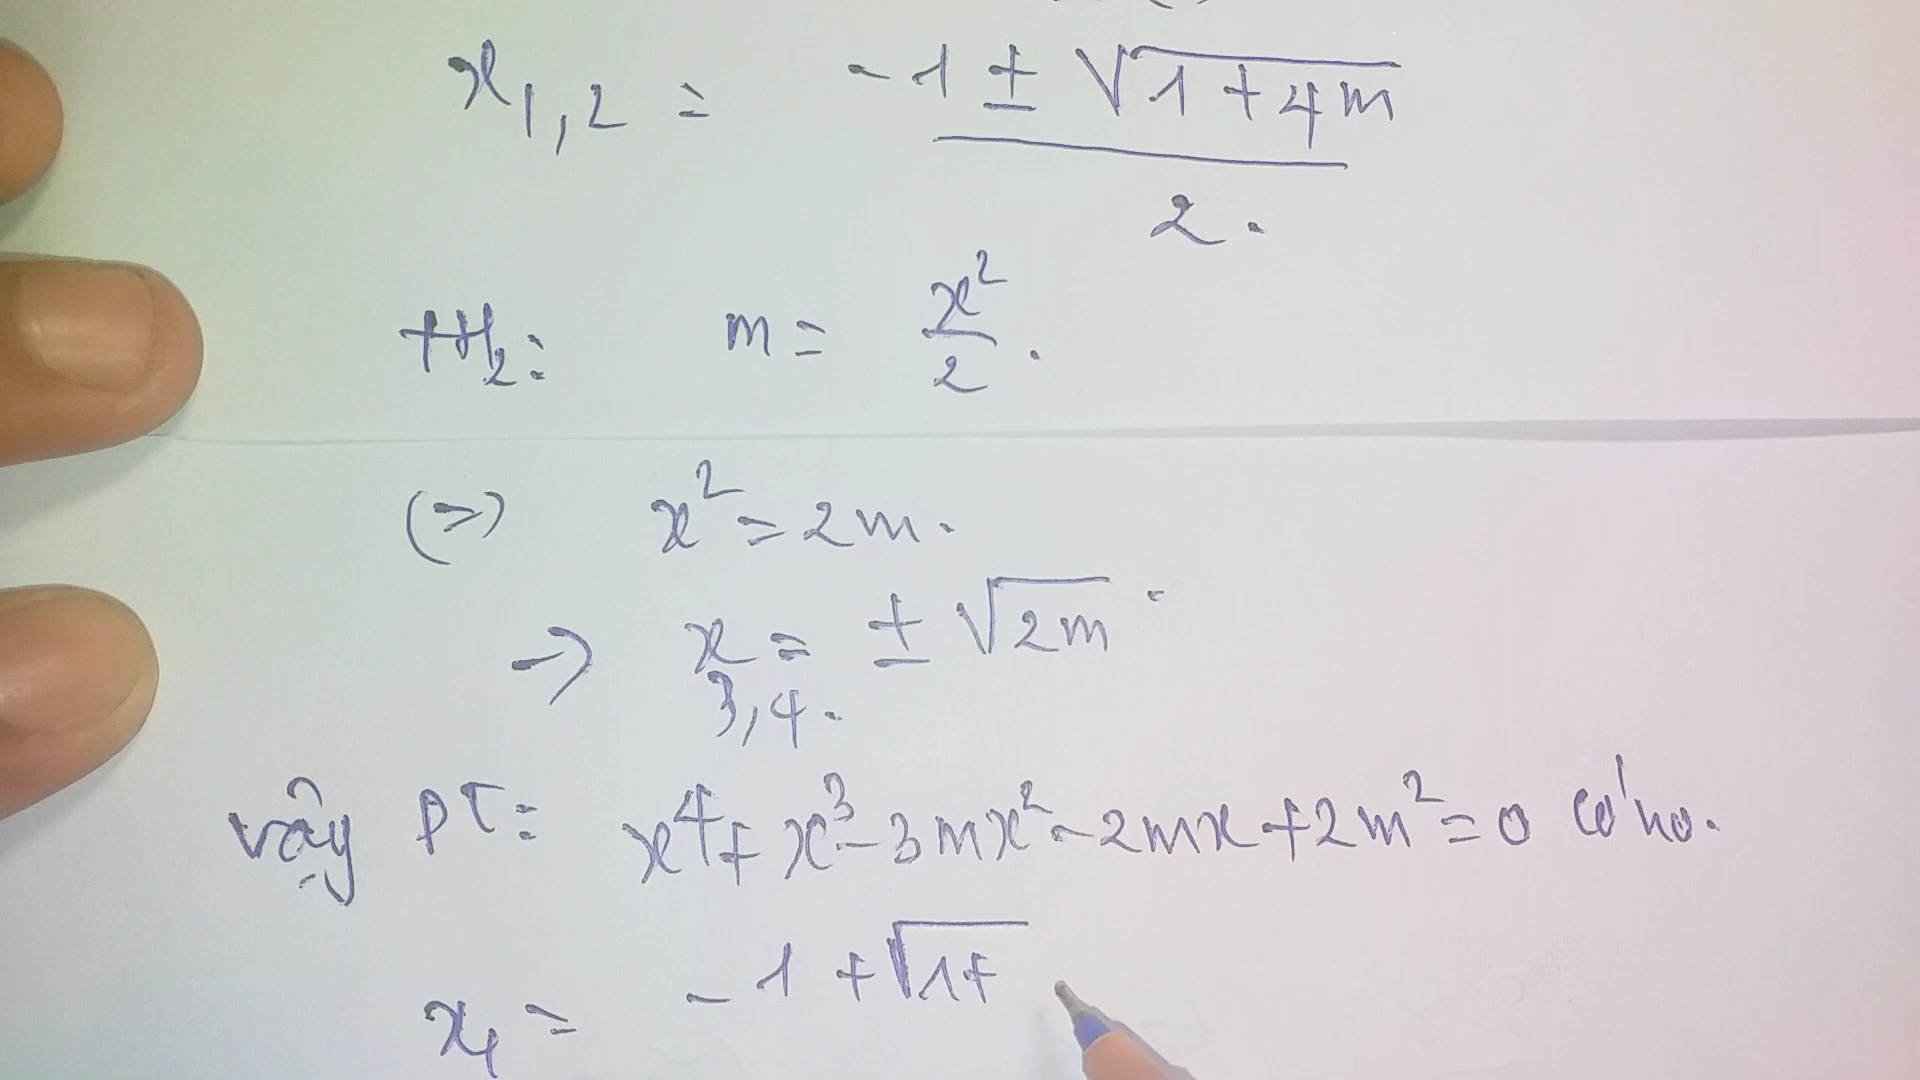 x₁,₂ = (-1 ± √(1+4m)) / 2.
TH₂: m = x²/2.
(=) x² = 2m.
-> x₃,₄. = ± √2m.
vậy PT: x⁴ + x³ - 3mx² - 2mx + 2m² = 0 có no.
x₁ = -1 + √1+